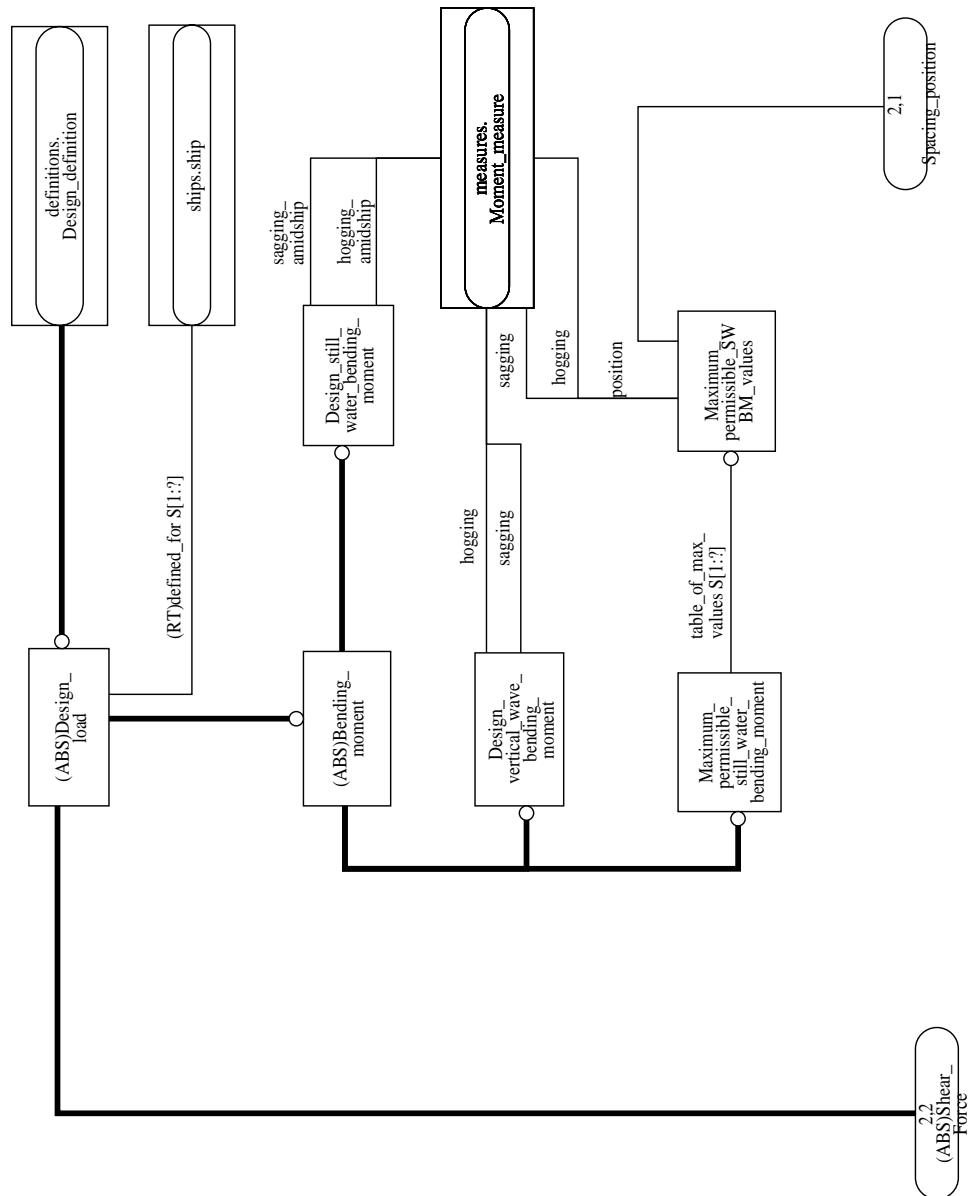 definitions.
Design_definition
ships.ship
(RT)defined_for S[1:?]
(ABS)Design_
load
sagging_
amidship
hogging_
amidship
Design_still_
water_bending_
moment
(ABS)Bending_
moment
measures.
Moment_measure
sagging
hogging
position
hogging
sagging
Design_
vertical_wave_
bending_
moment
Maximum_
permissible_SW
BM_values
table_of_max_
values S[1:?]
Maximum_
permissible_
still_water_
bending_moment
2,1
Spacing_position
2,2
(ABS)Shear_
Force